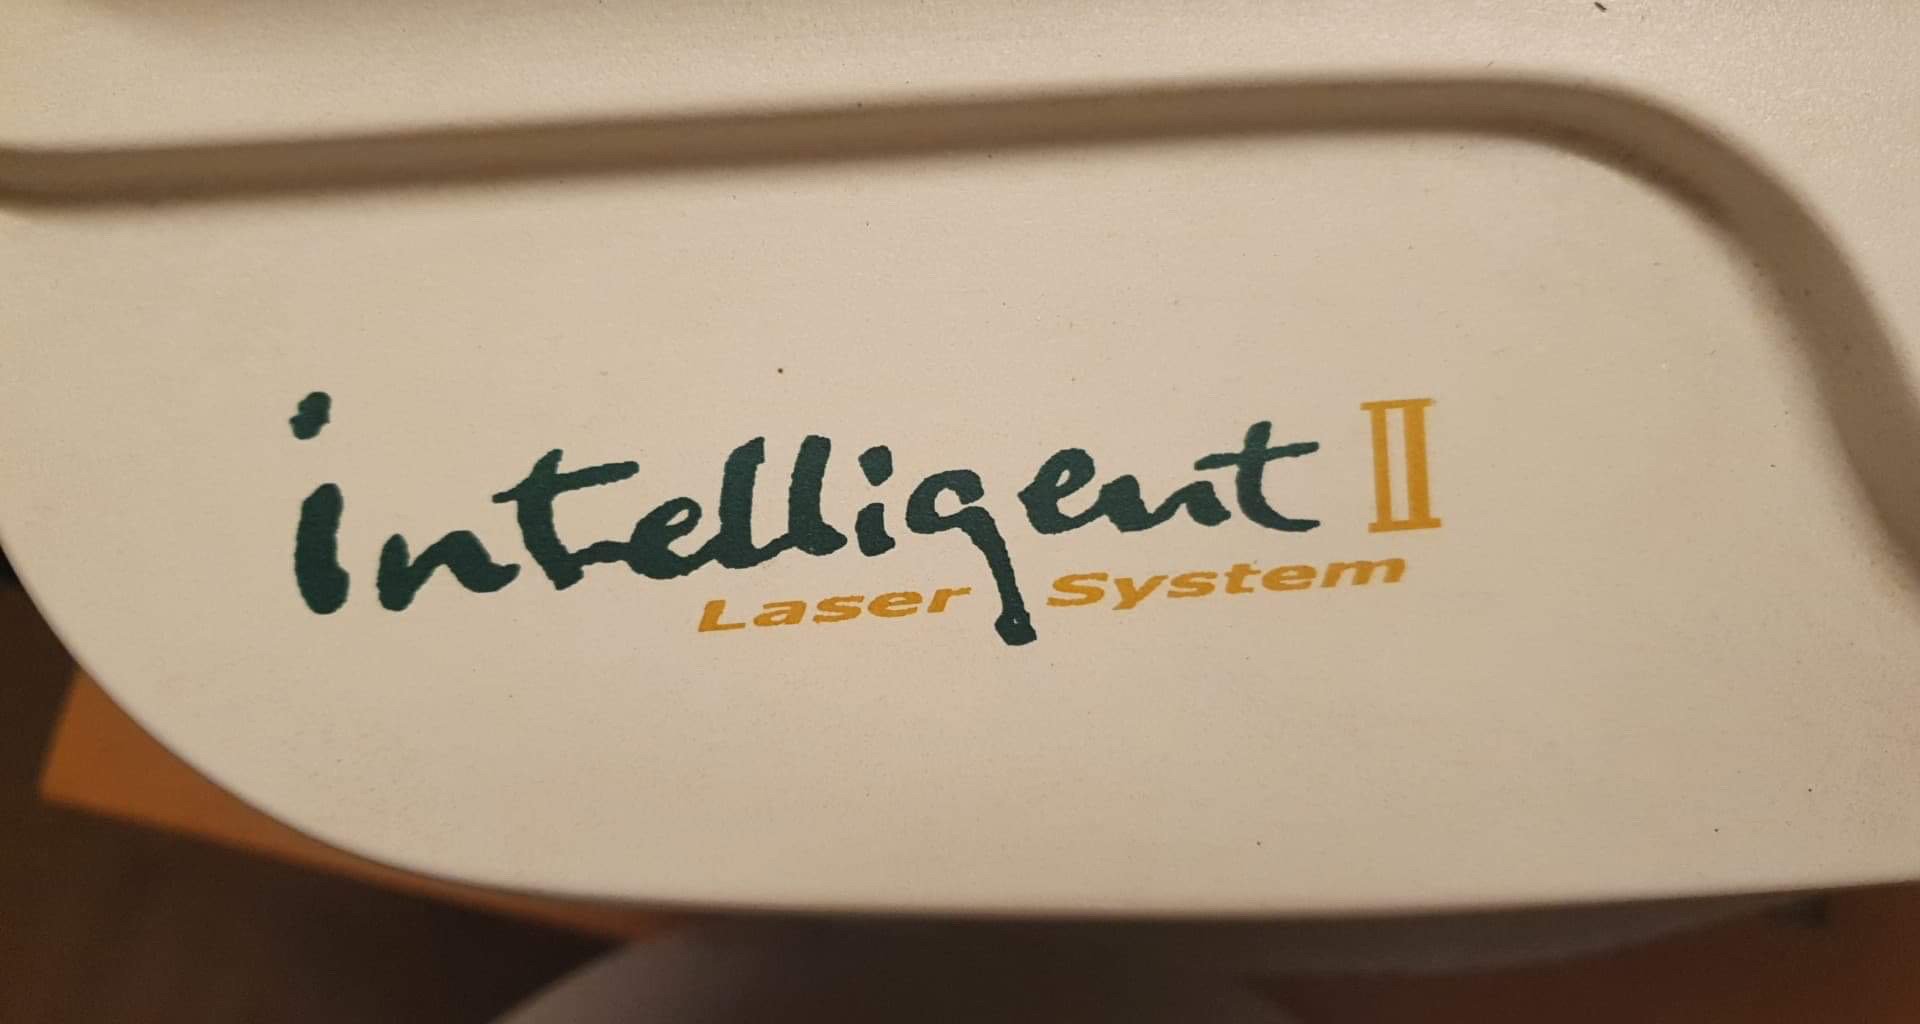 intelligent II
Laser System